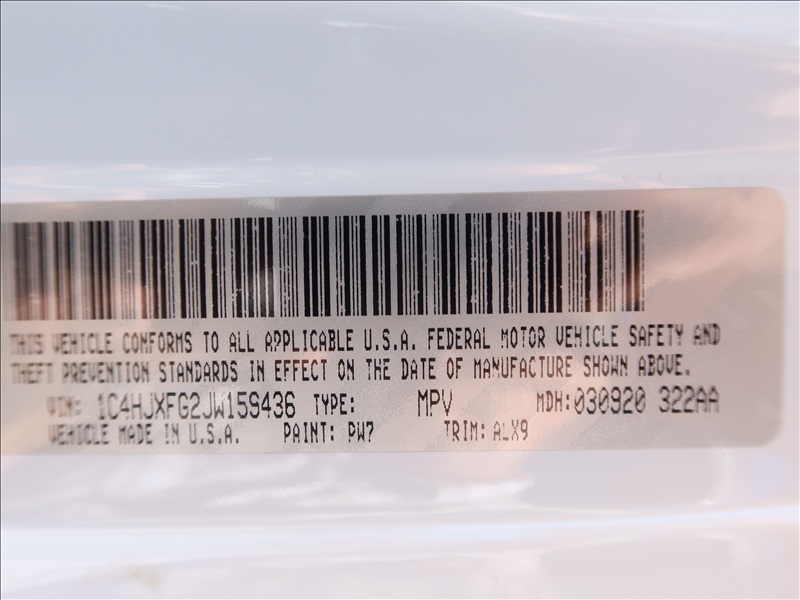 THIS VEHICLE CONFORMS TO ALL APPLICABLE U.S.A. FEDERAL MOTOR VEHICLE SAFETY AND
THEFT PREVENTION STANDARDS IN EFFECT ON THE DATE OF MANUFACTURE SHOWN ABOVE.
VIN: 1C4HJXFG2JW159436 TYPE: MPV MDH:030920 322AA
VEHICLE MADE IN U.S.A. PAINT: PW7 TRIM: ALX9